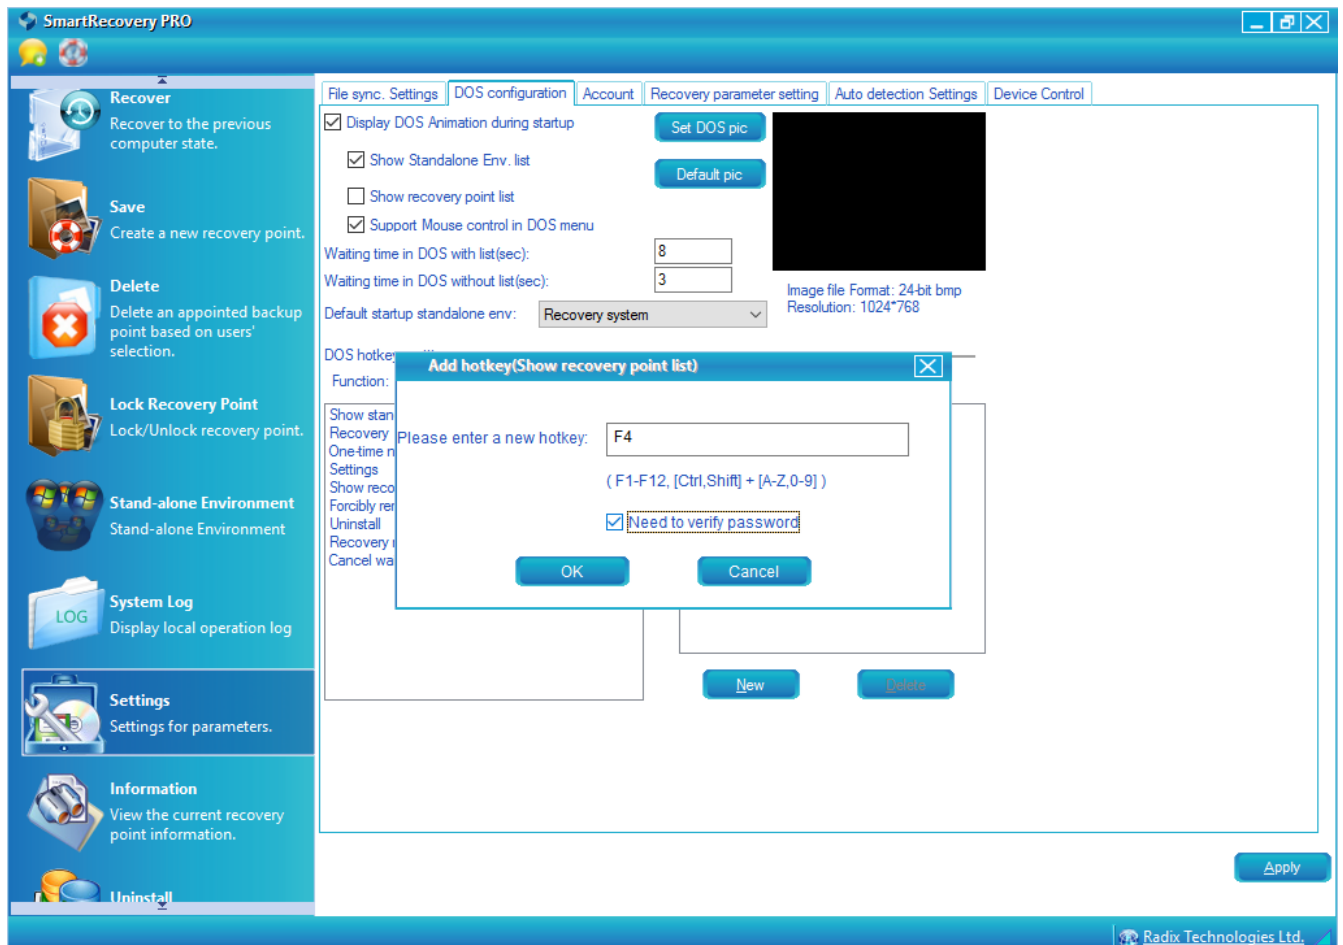 SmartRecovery PRO
Recover
Recover to the previous
computer state.
Save
Create a new recovery point.
Delete
Delete an appointed backup
point based on users'
selection.
Lock Recovery Point
Lock/Unlock recovery point.
Stand-alone Environment
Stand-alone Environment
LOG
System Log
Display local operation log
Settings
Settings for parameters.
Information
View the current recovery
point information.
Uninstall
File sync. Settings
DOS configuration
Account
Recovery parameter setting
Auto detection Settings
Device Control
Display DOS Animation during startup
Set DOS pic
Show Standalone Env. list
Default pic
Show recovery point list
Support Mouse control in DOS menu
Waiting time in DOS with list(sec):
8
Waiting time in DOS without list(sec):
3
Image file Format: 24-bit bmp
Resolution: 1024*768
Default startup standalone env:
Recovery system
DOS
Function:
Show
Recovery
One-time
Settings
Show
Forcibly
Uninstall
Recovery
Cancel
Add hotkey(Show recovery point list)
Please enter a new hotkey:
F4
( F1-F12, [Ctrl,Shift] + [A-Z,0-9] )
Need to verify password
OK
Cancel
New
Delete
Apply
Radix Technologies Ltd.